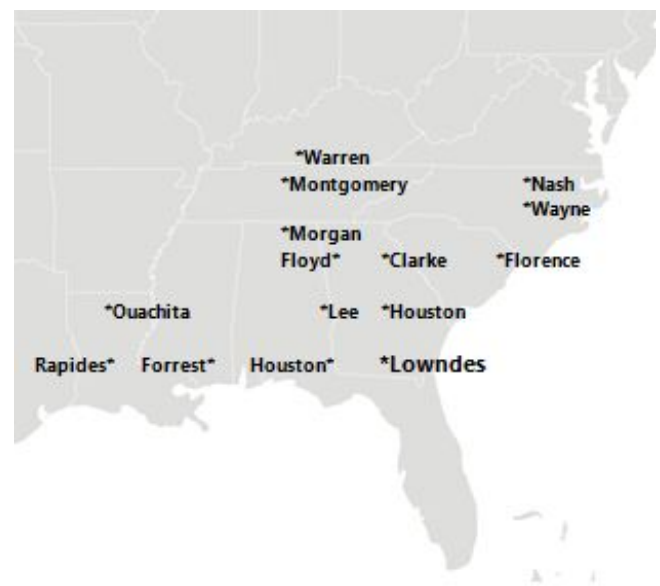 *Warren
*Montgomery *Nash
*Wayne
*Morgan
Floyd* *Clarke *Florence
*Ouachita *Lee *Houston
Rapides* Forrest* Houston* *Lowndes